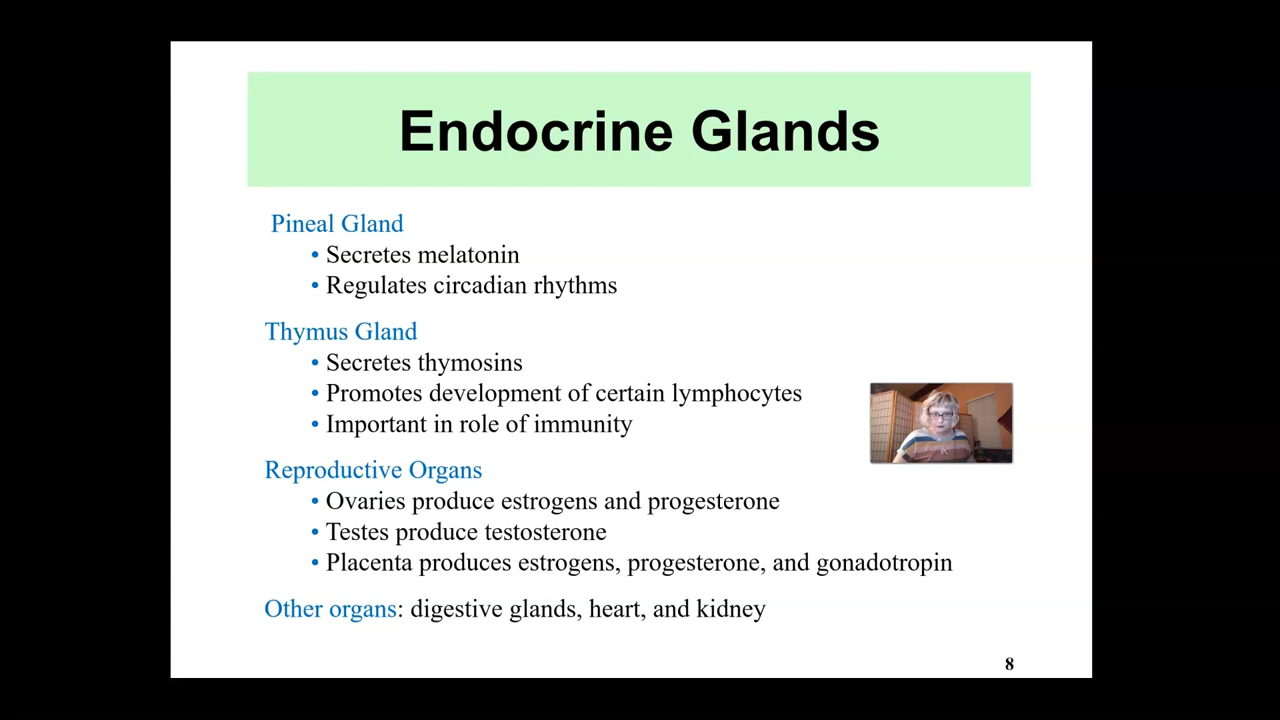 Endocrine Glands
Pineal Gland
• Secretes melatonin
• Regulates circadian rhythms
Thymus Gland
• Secretes thymosins
• Promotes development of certain lymphocytes
• Important in role of immunity
Reproductive Organs
• Ovaries produce estrogens and progesterone
• Testes produce testosterone
• Placenta produces estrogens, progesterone, and gonadotropin
Other organs: digestive glands, heart, and kidney
8